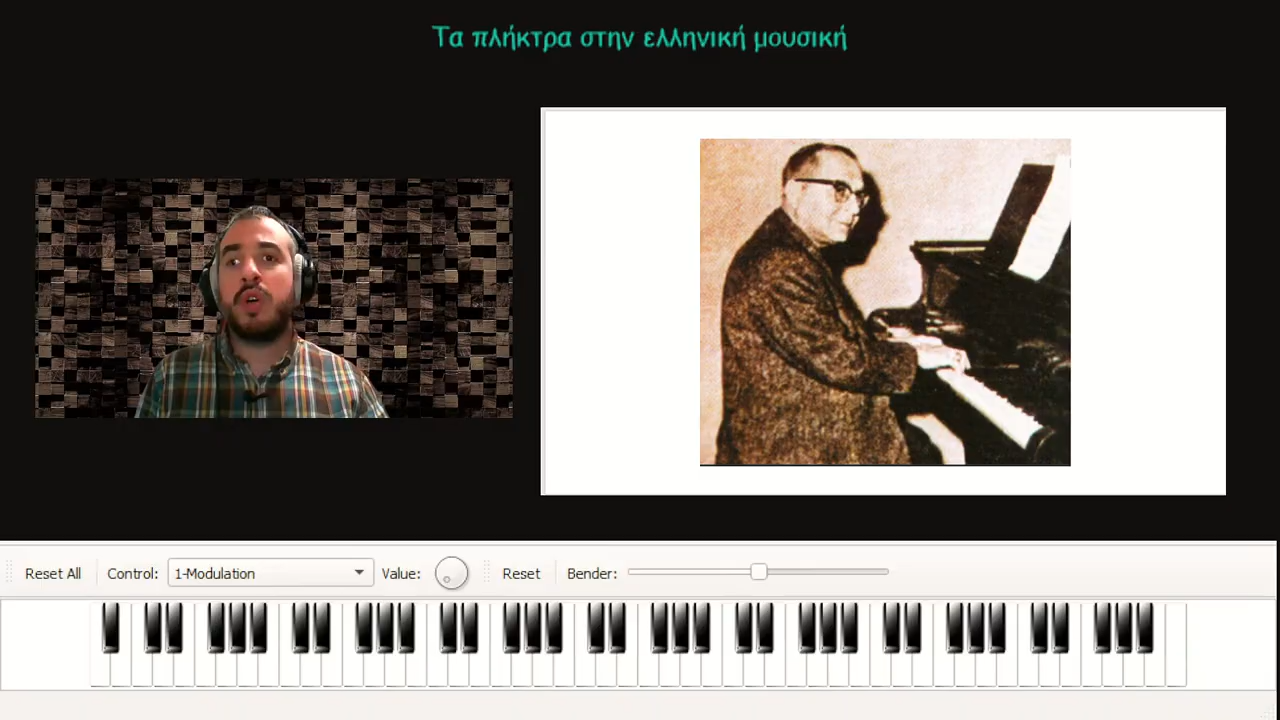 Τα πλήκτρα στην ελληνική μουσική
Reset All Control: 1-Modulation Value: Reset Bender: